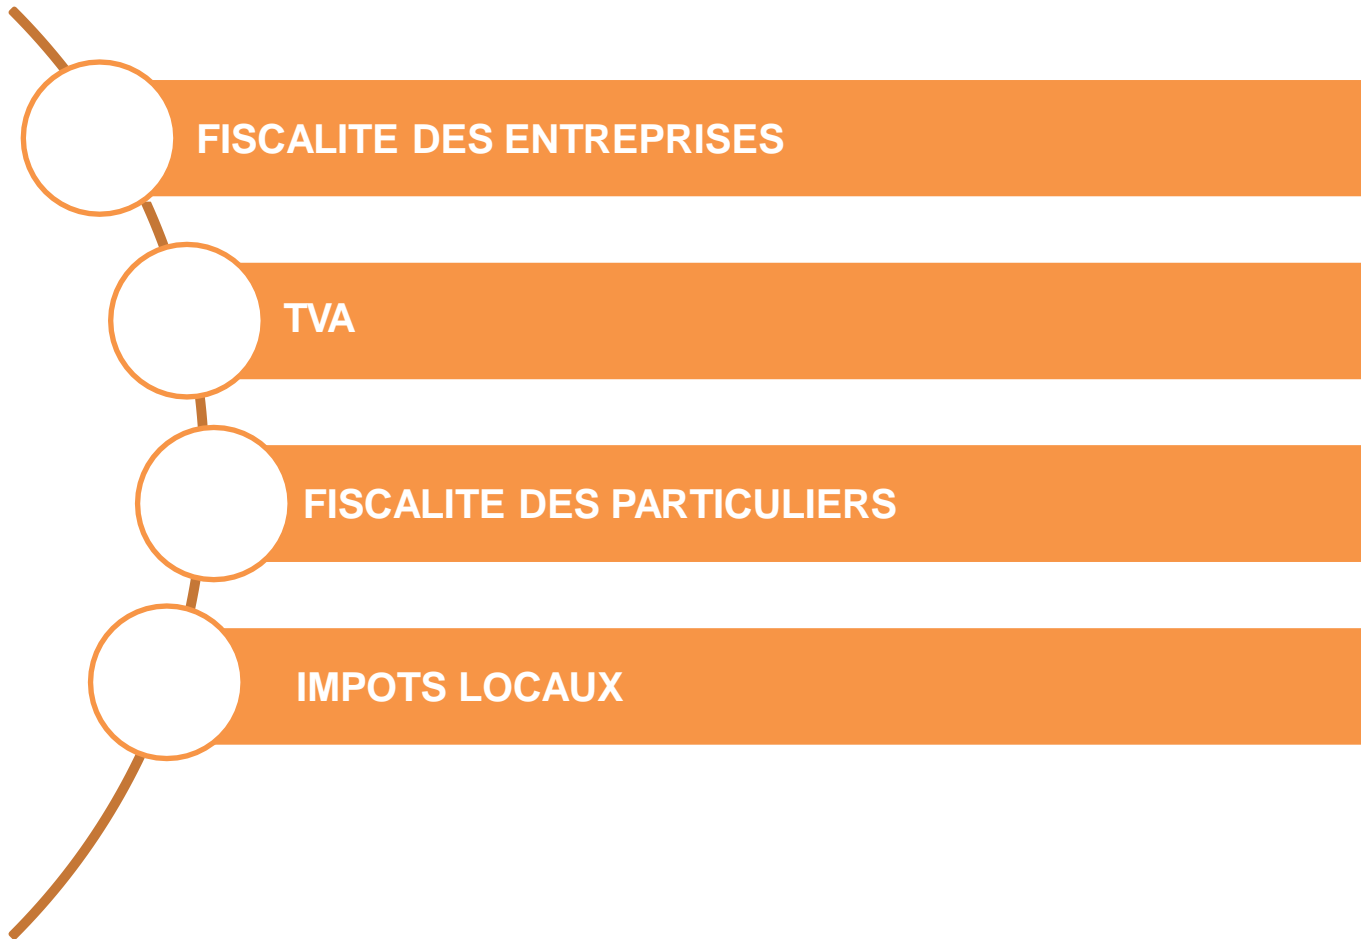 FISCALITE DES ENTREPRISES
TVA
FISCALITE DES PARTICULIERS
IMPOTS LOCAUX